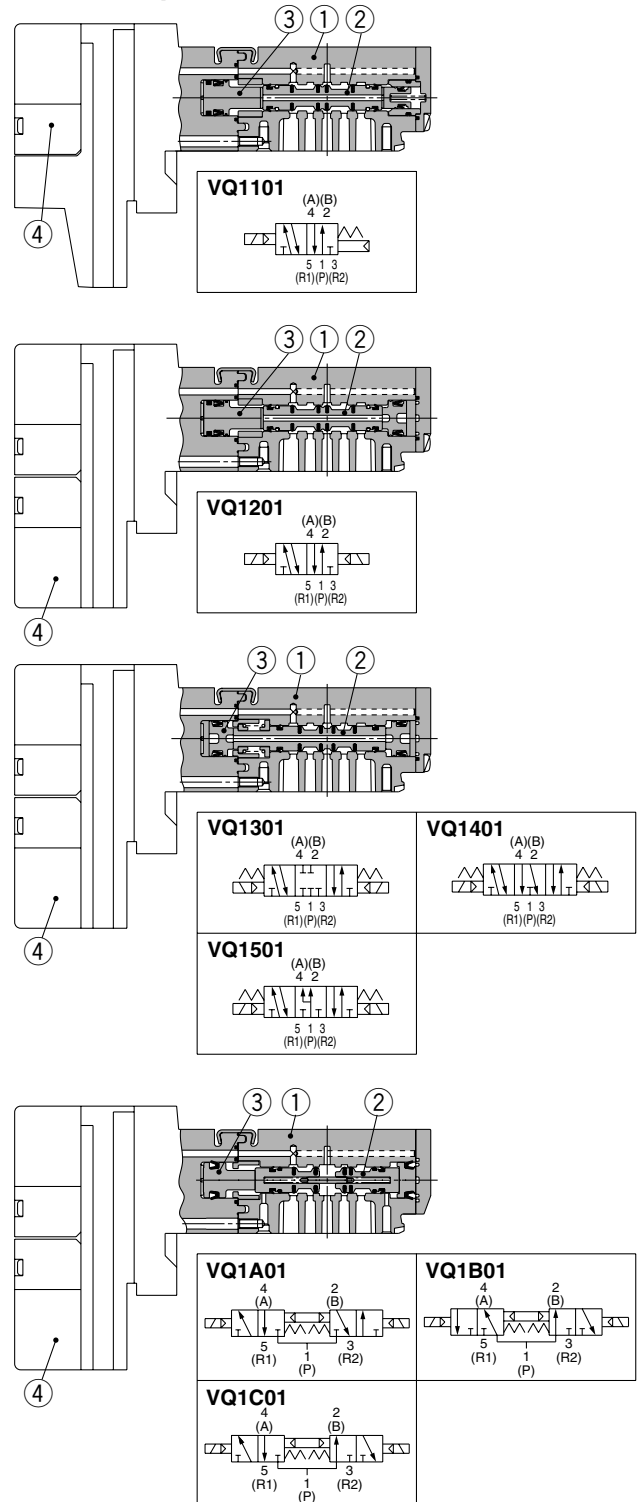 ③ ① ②
④
VQ1101
(A)(B)
4 2
5 1 3
(R1)(P)(R2)
③ ① ②
④
VQ1201
(A)(B)
4 2
5 1 3
(R1)(P)(R2)
③ ① ②
④
VQ1301
(A)(B)
4 2
5 1 3
(R1)(P)(R2)
VQ1401
(A)(B)
4 2
5 1 3
(R1)(P)(R2)
VQ1501
(A)(B)
4 2
5 1 3
(R1)(P)(R2)
③ ① ②
④
VQ1A01
4 2
(A) (B)
5 1 3
(R1) (P) (R2)
VQ1B01
4 2
(A) (B)
5 1 3
(R1) (P) (R2)
VQ1C01
4 2
(A) (B)
5 1 3
(R1) (P) (R2)